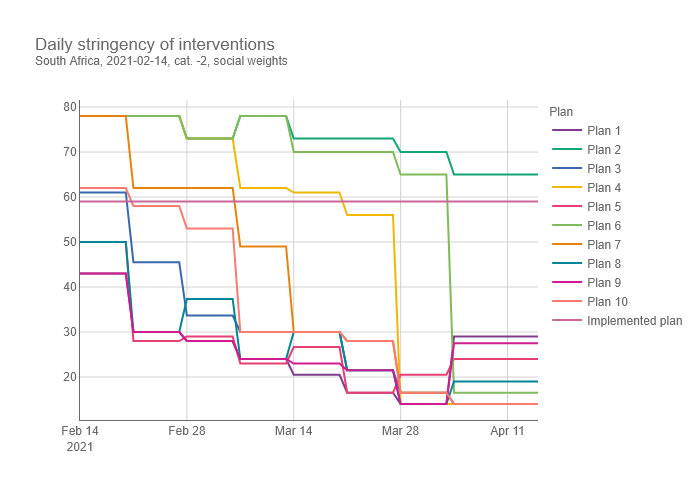 Daily stringency of interventions
South Africa, 2021-02-14, cat. -2, social weights
80
70
60
50
40
30
20
Feb 14
2021
Feb 28
Mar 14
Mar 28
Apr 11
Plan
Plan 1
Plan 2
Plan 3
Plan 4
Plan 5
Plan 6
Plan 7
Plan 8
Plan 9
Plan 10
Implemented plan